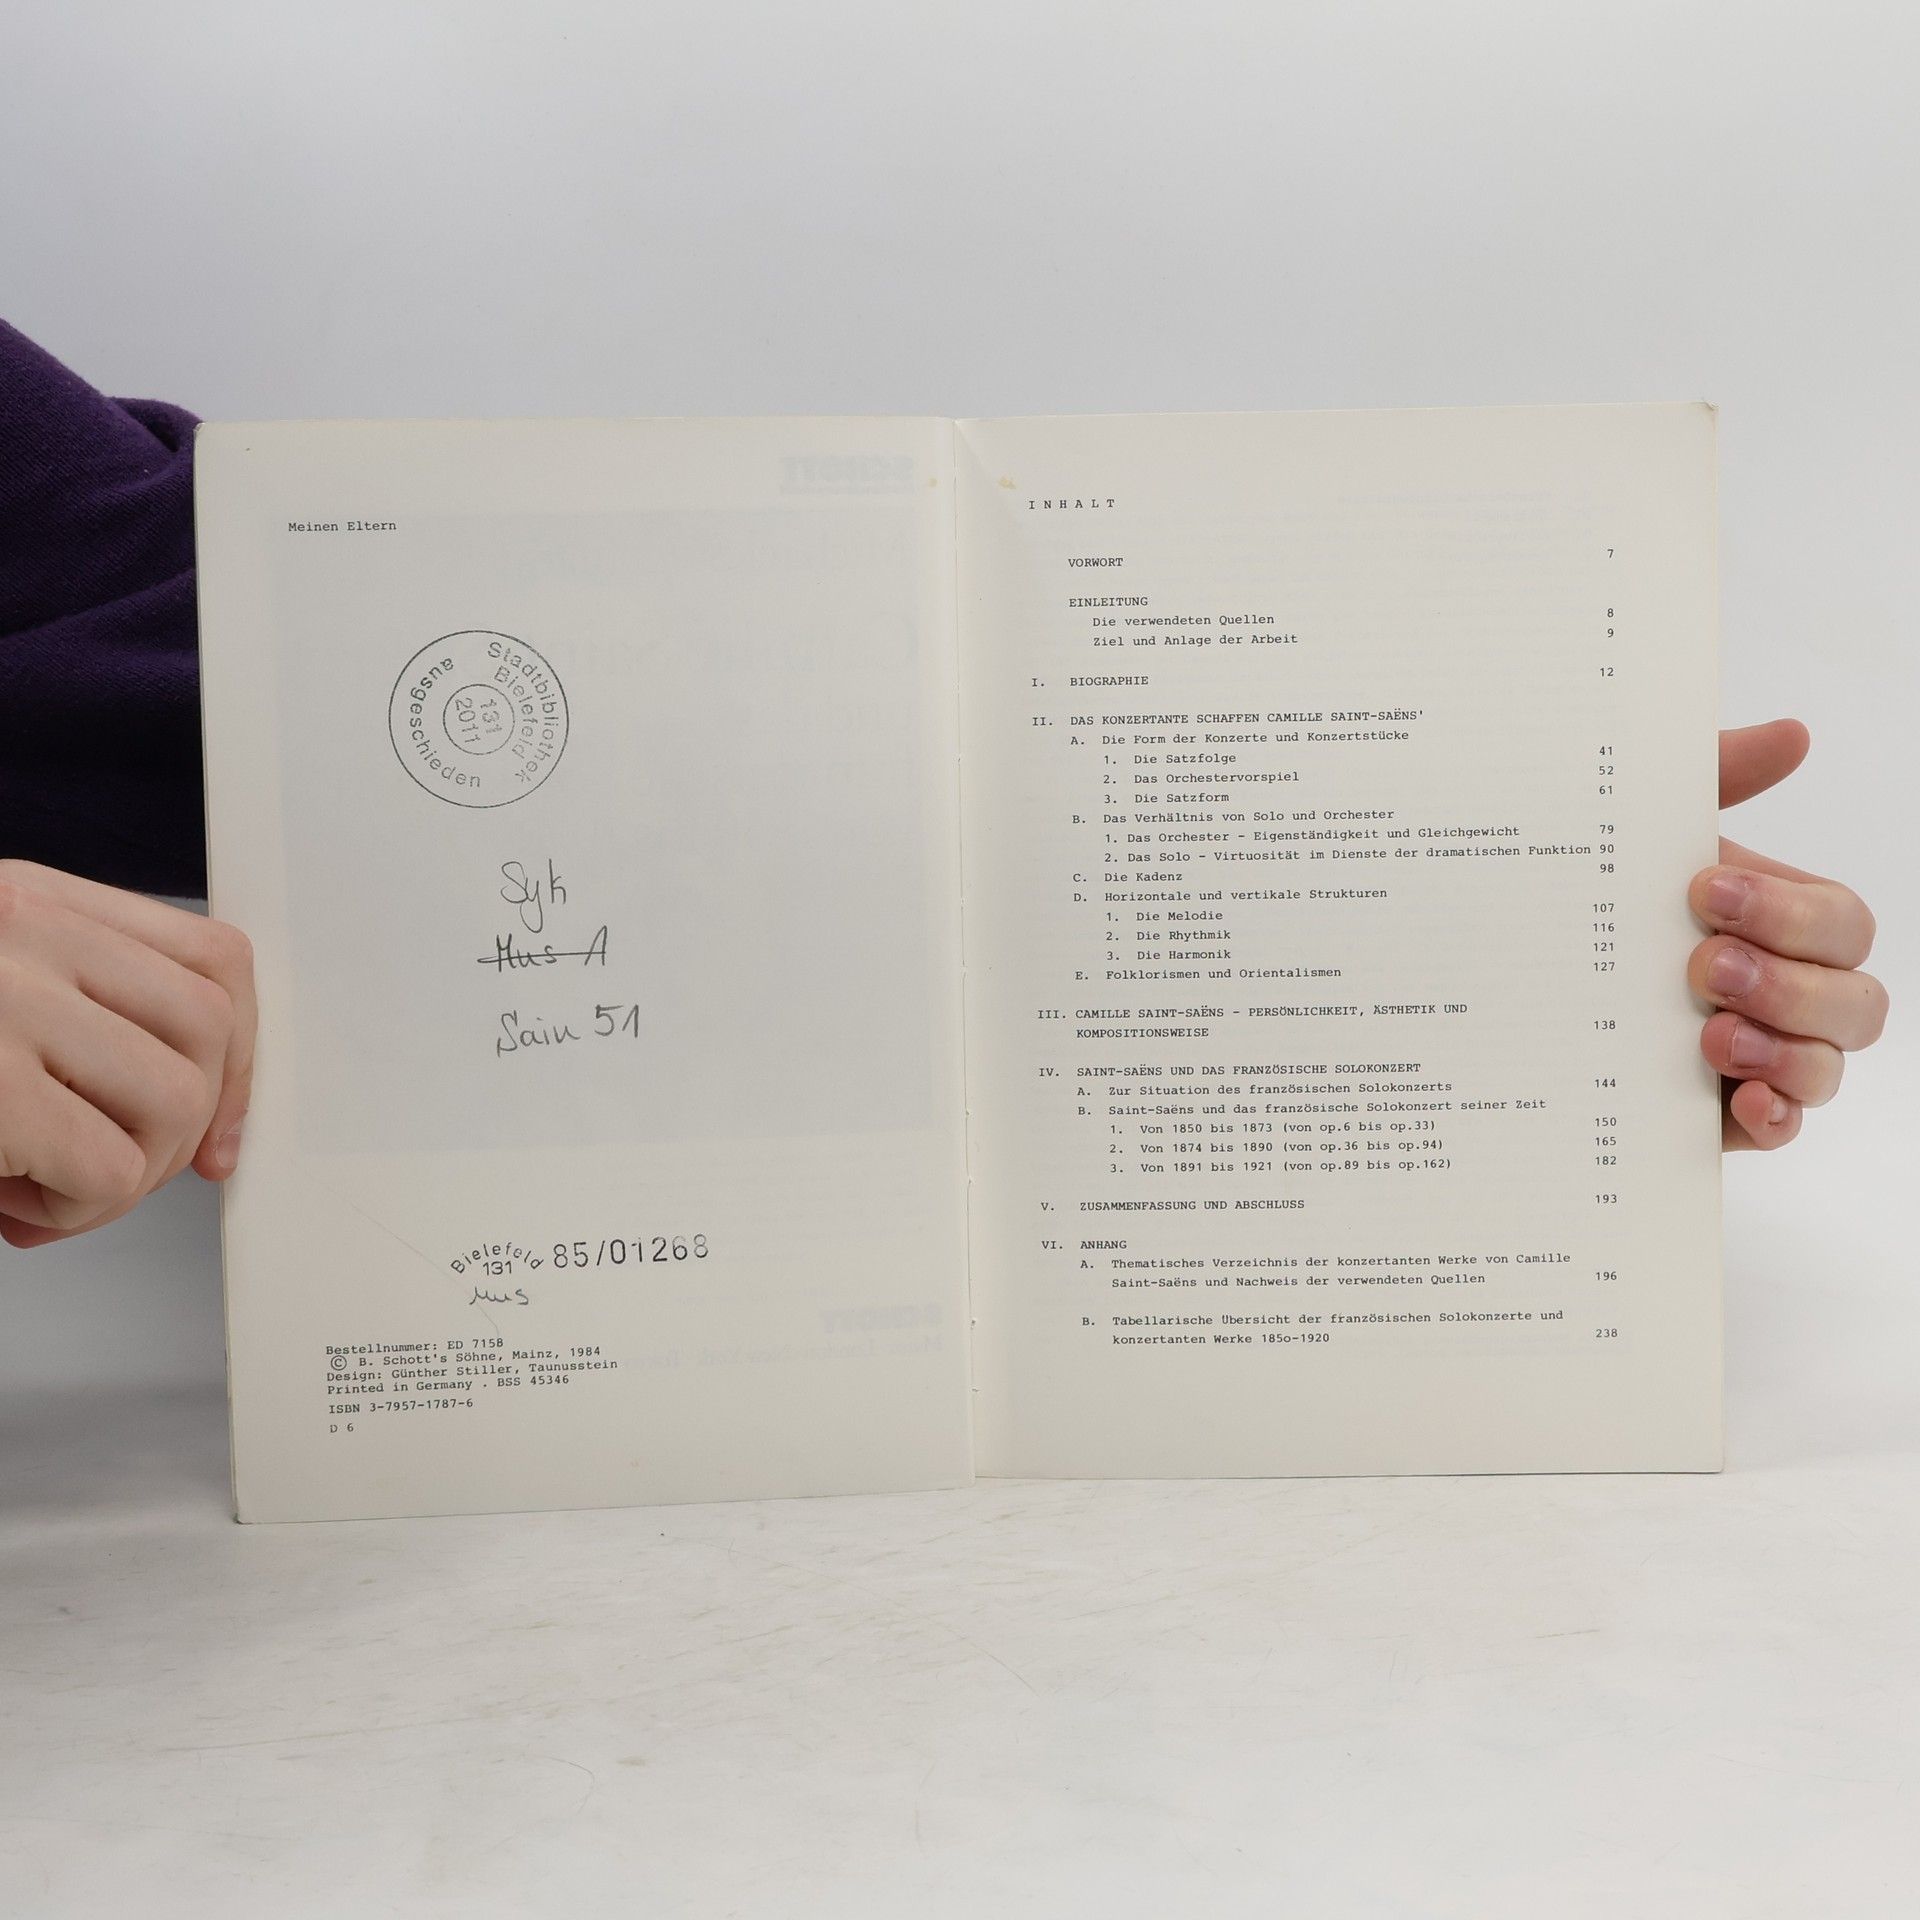 Meinen Eltern
Stadtbibliothek
Bielefeld
131
2011
ausgeschieden
Syk
Mus A
Sain 51
Bielefeld
131
85/01268
Mus
Bestellnummer: ED 7158
© B. Schott's Söhne, Mainz, 1984
Design: Günther Stiller, Taunusstein
Printed in Germany . BSS 45346
ISBN 3-7957-1787-6
D 6
INHALT
VORWORT 7
EINLEITUNG
Die verwendeten Quellen 8
Ziel und Anlage der Arbeit 9
I. BIOGRAPHIE 12
II. DAS KONZERTANTE SCHAFFEN CAMILLE SAINT-SAËNS'
A. Die Form der Konzerte und Konzertstücke
1. Die Satzfolge 41
2. Das Orchestervorspiel 52
3. Die Satzform 61
B. Das Verhältnis von Solo und Orchester
1. Das Orchester - Eigenständigkeit und Gleichgewicht 79
2. Das Solo - Virtuosität im Dienste der dramatischen Funktion 90
C. Die Kadenz 98
D. Horizontale und vertikale Strukturen
1. Die Melodie 107
2. Die Rhythmik 116
3. Die Harmonik 121
E. Folklorismen und Orientalismen 127
III. CAMILLE SAINT-SAËNS - PERSÖNLICHKEIT, ÄSTHETIK UND
KOMPOSITIONSWEISE 138
IV. SAINT-SAËNS UND DAS FRANZÖSISCHE SOLOKONZERT
A. Zur Situation des französischen Solokonzerts 144
B. Saint-Saëns und das französische Solokonzert seiner Zeit
1. Von 1850 bis 1873 (von op.6 bis op.33) 150
2. Von 1874 bis 1890 (von op.36 bis op.94) 165
3. Von 1891 bis 1921 (von op.89 bis op.162) 182
V. ZUSAMMENFASSUNG UND ABSCHLUSS 193
VI. ANHANG
A. Thematisches Verzeichnis der konzertanten Werke von Camille
Saint-Saëns und Nachweis der verwendeten Quellen 196
B. Tabellarische Übersicht der französischen Solokonzerte und
konzertanten Werke 185o-1920 238